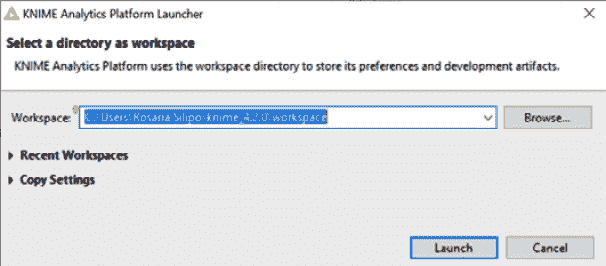 KNIME Analytics Platform Launcher
Select a directory as workspace
KNIME Analytics Platform uses the workspace directory to store its preferences and development artifacts.
Workspace: C:\Users\Rosaria Silipo\knime_4.2.0\workspace
Browse...
Recent Workspaces
Copy Settings
Launch
Cancel